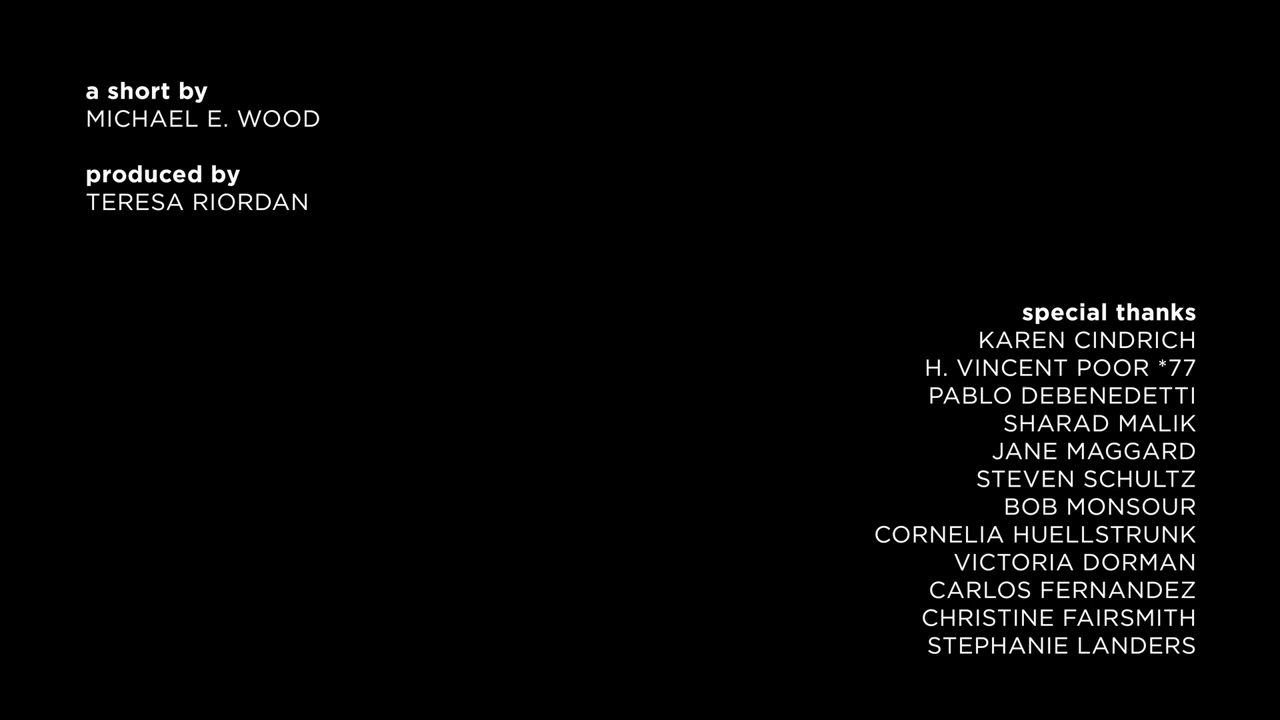 a short by
MICHAEL E. WOOD
produced by
TERESA RIORDAN
special thanks
KAREN CINDRICH
H. VINCENT POOR *77
PABLO DEBENEDETTI
SHARAD MALIK
JANE MAGGARD
STEVEN SCHULTZ
BOB MONSOUR
CORNELIA HUELLSTRUNK
VICTORIA DORMAN
CARLOS FERNANDEZ
CHRISTINE FAIRSMITH
STEPHANIE LANDERS